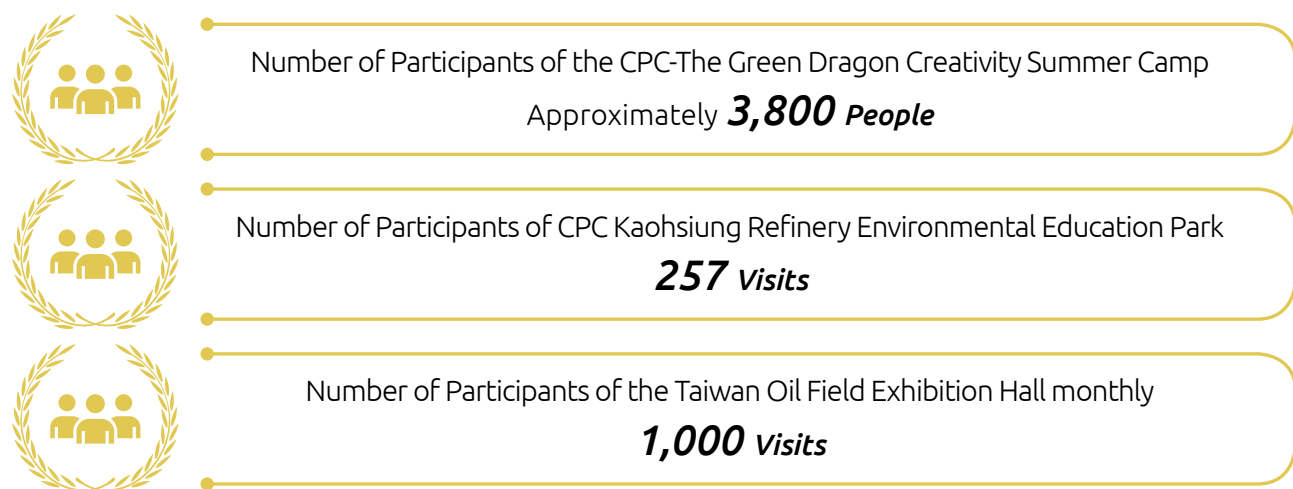 Number of Participants of the CPC-The Green Dragon Creativity Summer Camp
Approximately 3,800 People
Number of Participants of CPC Kaohsiung Refinery Environmental Education Park
257 Visits
Number of Participants of the Taiwan Oil Field Exhibition Hall monthly
1,000 Visits